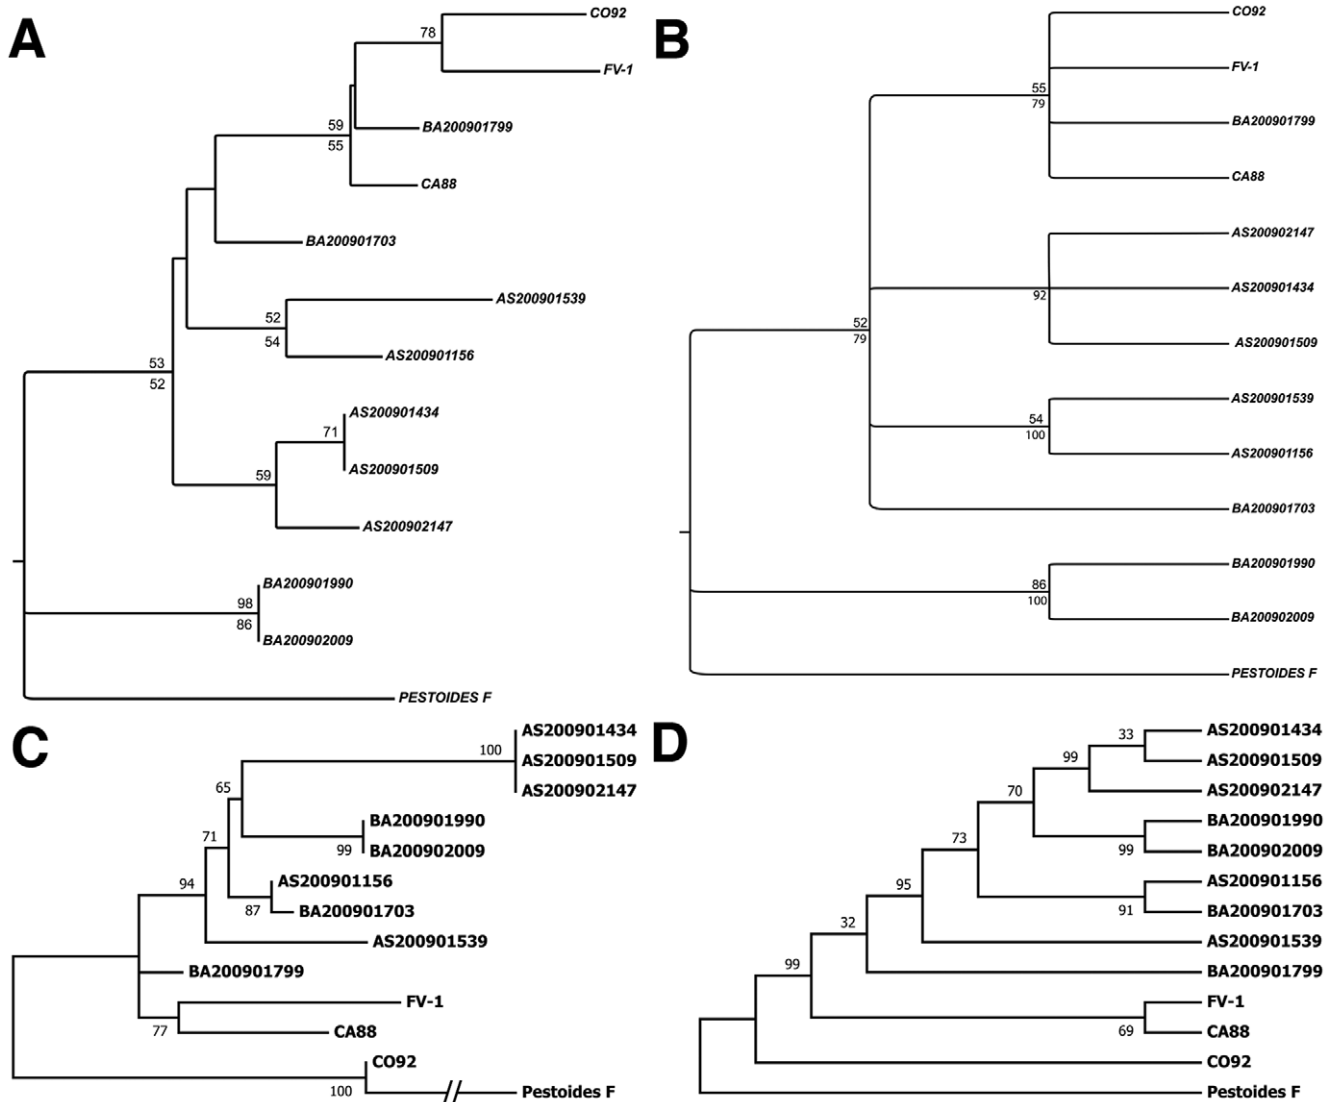 A
CO92
78
FV-1
BA200901799
59
55
CA88
BA200901703
AS200901539
52
54
AS200901156
53
52
AS200901434
71
AS200901509
59
AS200902147
BA200901990
98
86
BA200902009
PESTOIDES F
B
CO92
FV-1
55
79
BA200901799
CA88
AS200902147
AS200901434
92
52
79
AS200901509
AS200901539
54
100
AS200901156
BA200901703
BA200901990
86
100
BA200902009
PESTOIDES F
C
AS200901434
100
AS200901509
AS200902147
65
BA200901990
71
99
BA200902009
AS200901156
94
87
BA200901703
AS200901539
BA200901799
FV-1
77
CA88
CO92
100
Pestoides F
D
AS200901434
33
AS200901509
99
AS200902147
70
BA200901990
73
99
BA200902009
AS200901156
95
91
BA200901703
32
AS200901539
BA200901799
99
FV-1
69
CA88
CO92
Pestoides F